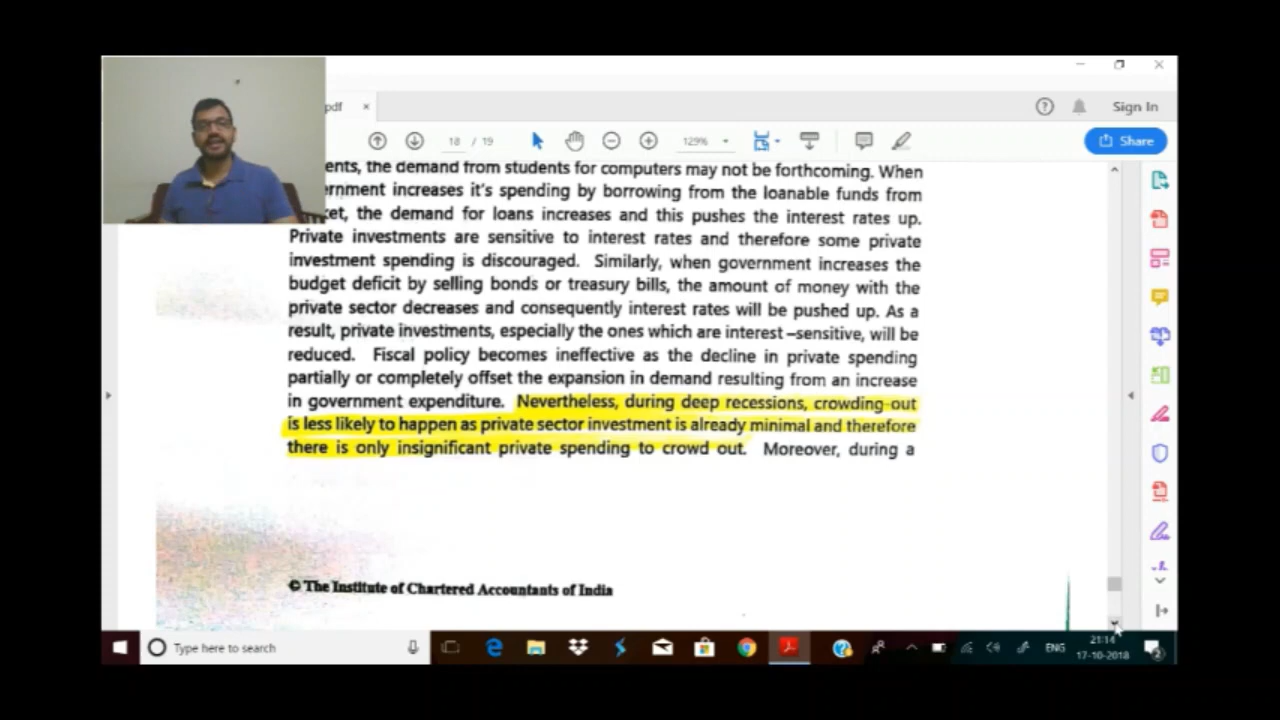 pdf
Sign In
18 / 19
129%
Share
ents, the demand from students for computers may not be forthcoming. When
ernment increases it's spending by borrowing from the loanable funds from
ket, the demand for loans increases and this pushes the interest rates up.
Private investments are sensitive to interest rates and therefore some private
investment spending is discouraged. Similarly, when government increases the
budget deficit by selling bonds or treasury bills, the amount of money with the
private sector decreases and consequently interest rates will be pushed up. As a
result, private investments, especially the ones which are interest –sensitive, will be
reduced. Fiscal policy becomes ineffective as the decline in private spending
partially or completely offset the expansion in demand resulting from an increase
in government expenditure. Nevertheless, during deep recessions, crowding-out
is less likely to happen as private sector investment is already minimal and therefore
there is only insignificant private spending to crowd out. Moreover, during a
© The Institute of Chartered Accountants of India
Type here to search
ENG
21:14
17-10-2018